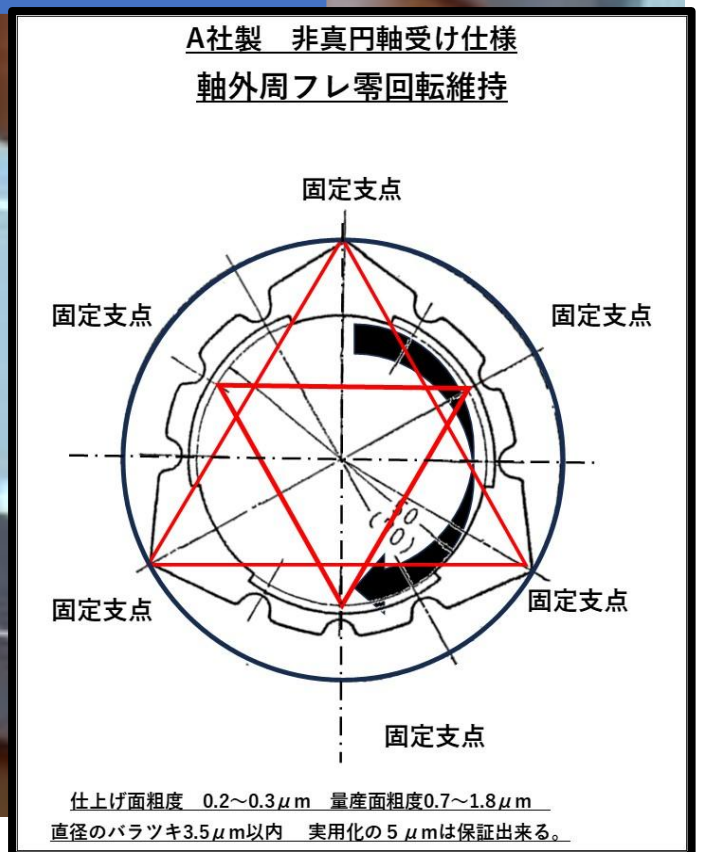 A社製　非真円軸受け仕様
軸外周フレ零回転維持
固定支点
固定支点
固定支点
固定支点
固定支点
固定支点
仕上げ面粗度　0.2～0.3μm　量産面粗度0.7～1.8μm
直径のバラツキ3.5μm以内　実用化の５μmは保証出来る。